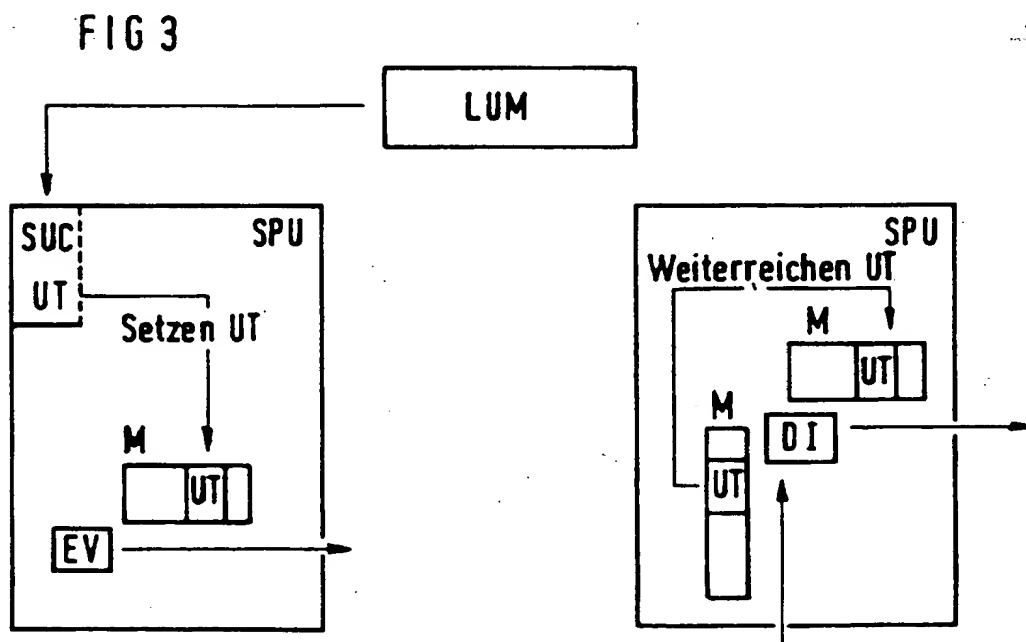 FIG 3
LUM
SUC
SPU
UT
Setzen UT
M
UT
EV
SPU
Weiterreichen UT
M
UT
M
DI
UT